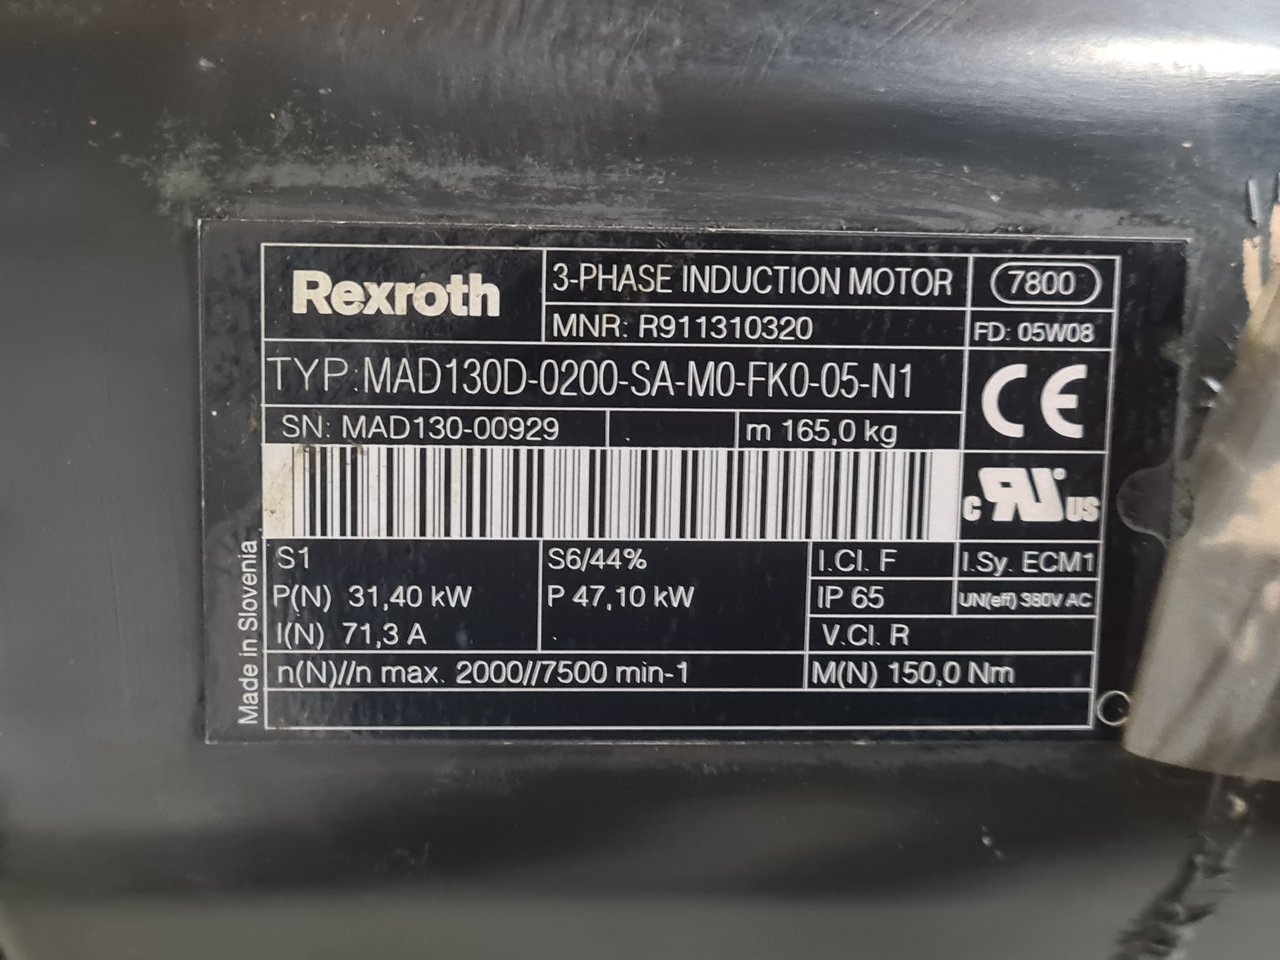 Rexroth
3-PHASE INDUCTION MOTOR
7800
MNR: R911310320
FD: 05W08
TYP: MAD130D-0200-SA-M0-FK0-05-N1
CE
SN: MAD130-00929
m 165,0 kg
c RU US
Made in Slovenia
S1
S6/44%
I.Cl. F
I.Sy. ECM1
P(N) 31,40 kW
P 47,10 kW
IP 65
UN(eff) 380V AC
I(N) 71,3 A
V.Cl. R
n(N)//n max. 2000//7500 min-1
M(N) 150,0 Nm